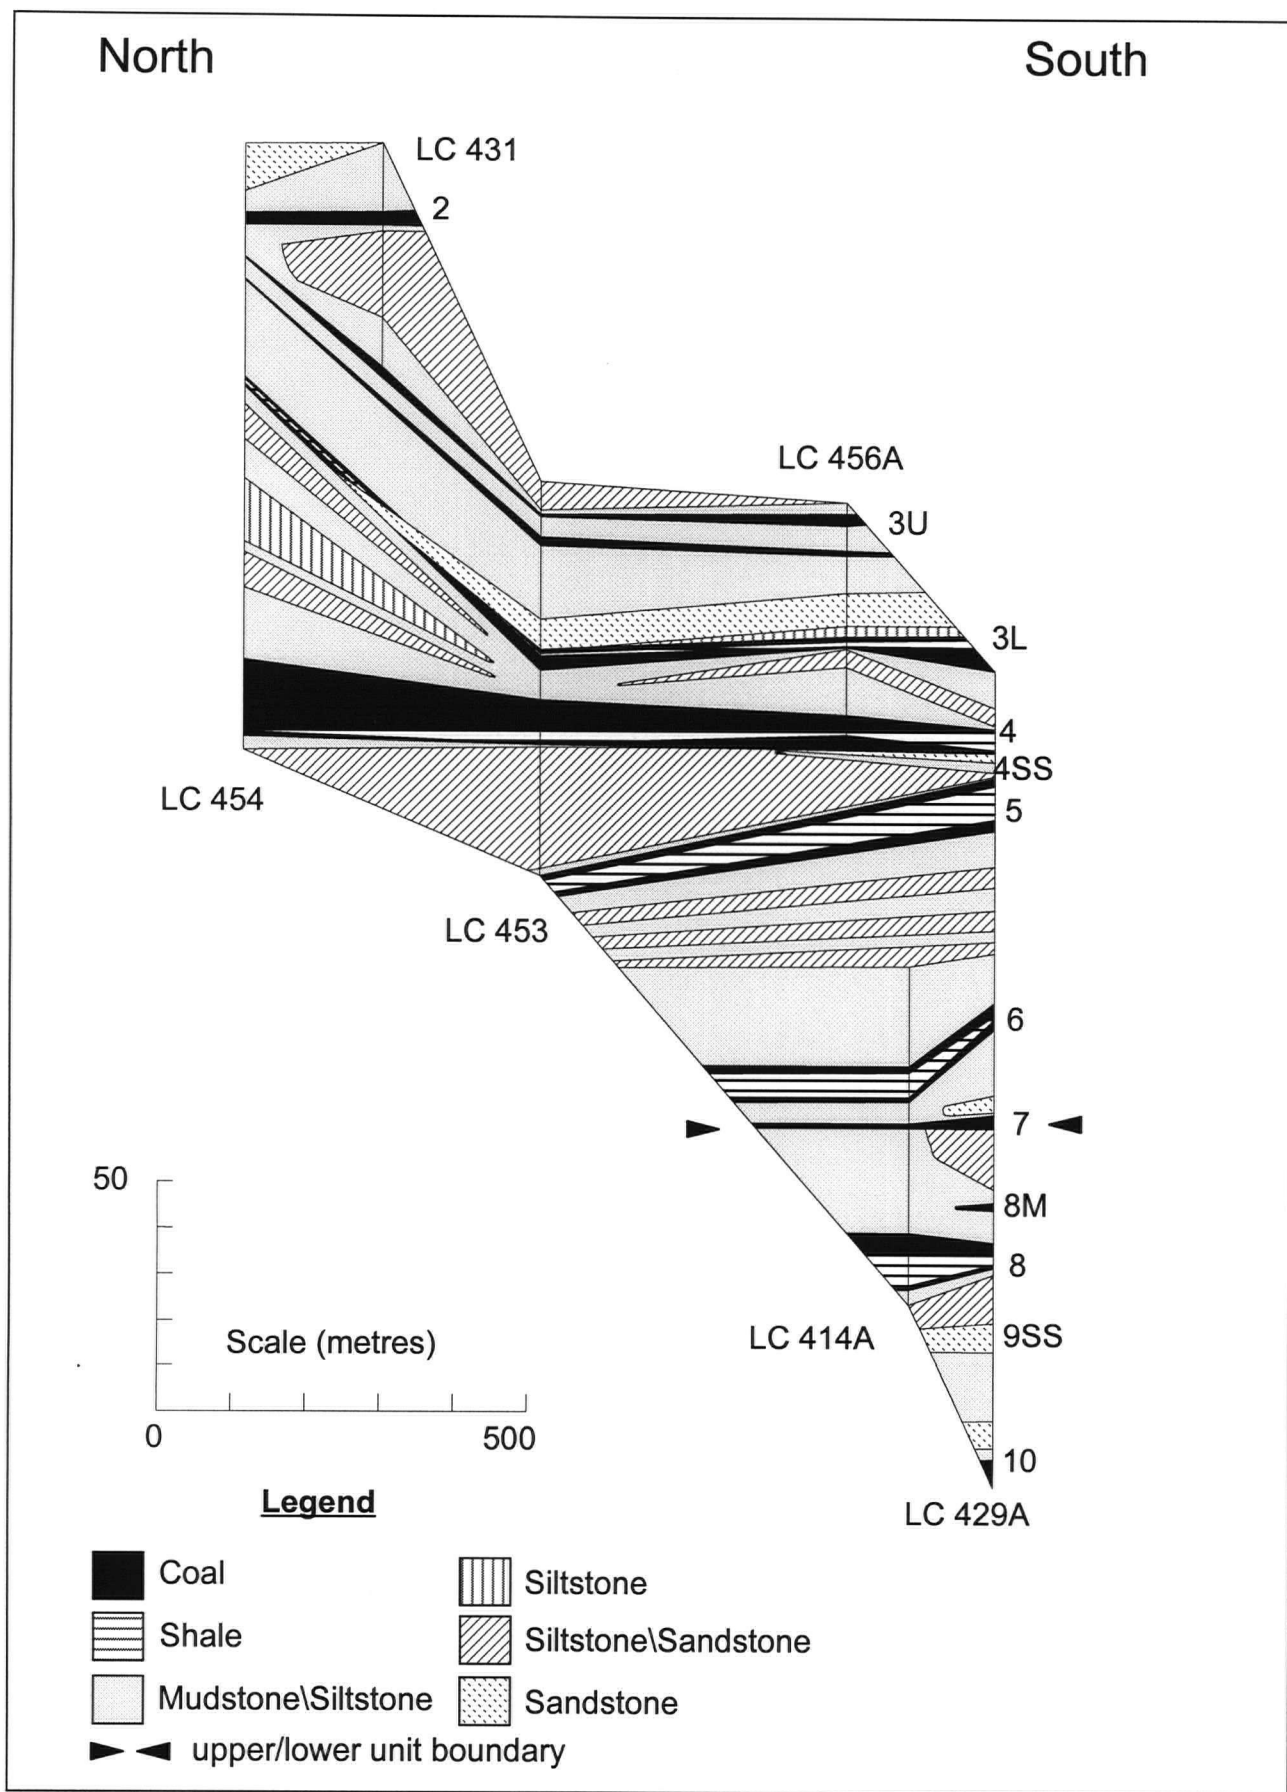 North South
LC 431
2
LC 456A
3U
3L
4
4SS
LC 454
5
LC 453
6
7
50
8M
8
Scale (metres)
LC 414A
9SS
0 500
10
Legend
LC 429A
Coal
Siltstone
Shale
Siltstone\Sandstone
Mudstone\Siltstone
Sandstone
upper/lower unit boundary